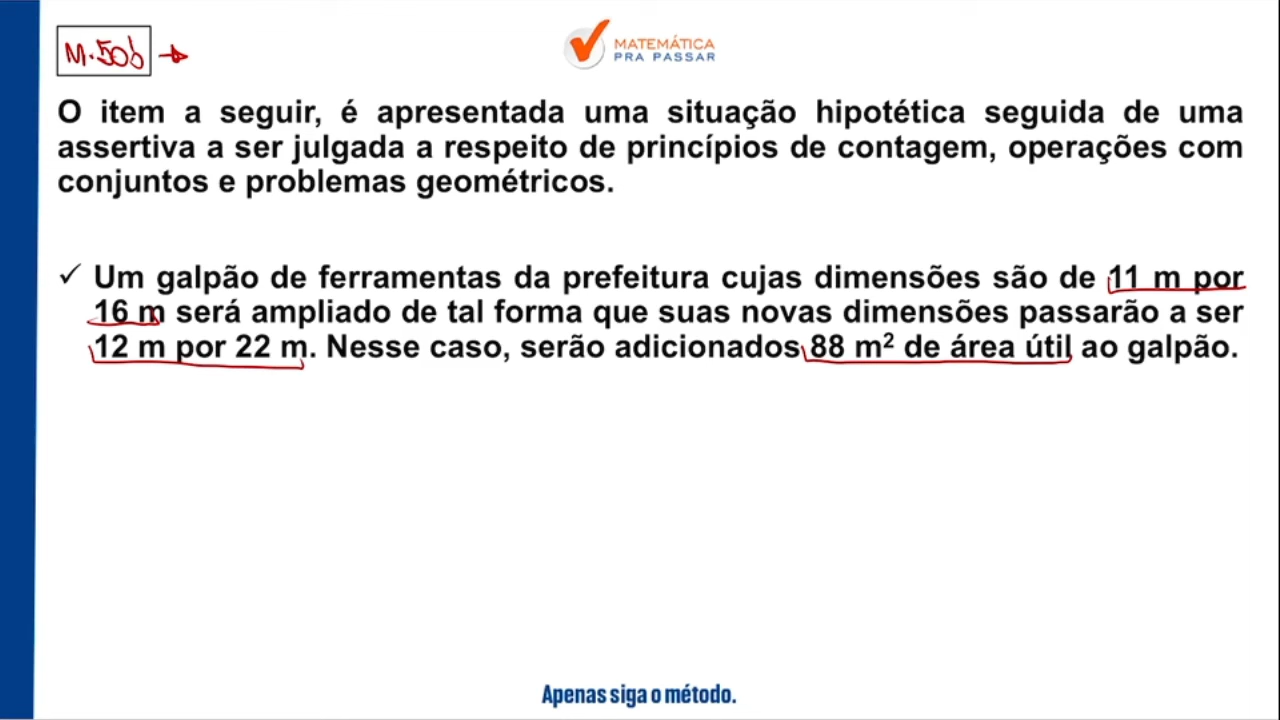 M.50b
MATEMÁTICA
PRA PASSAR
O item a seguir, é apresentada uma situação hipotética seguida de uma
assertiva a ser julgada a respeito de princípios de contagem, operações com
conjuntos e problemas geométricos.
✓ Um galpão de ferramentas da prefeitura cujas dimensões são de 11 m por
16 m será ampliado de tal forma que suas novas dimensões passarão a ser
12 m por 22 m. Nesse caso, serão adicionados 88 m² de área útil ao galpão.
Apenas siga o método.